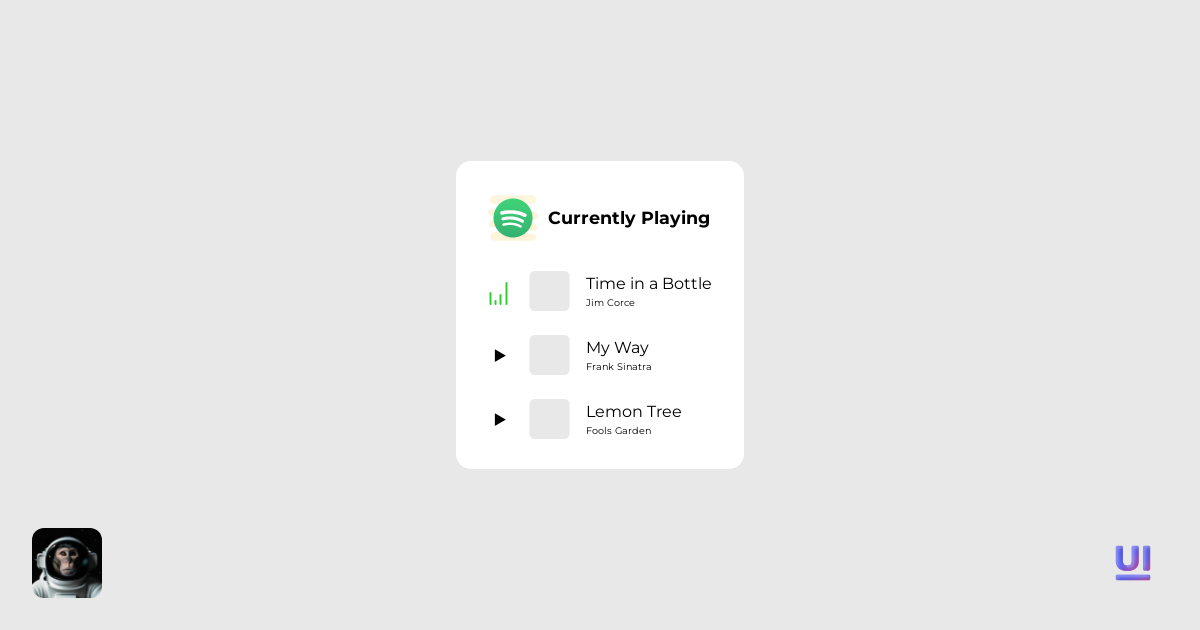 Currently Playing
Time in a Bottle
Jim Corce
My Way
Frank Sinatra
Lemon Tree
Fools Garden
UI